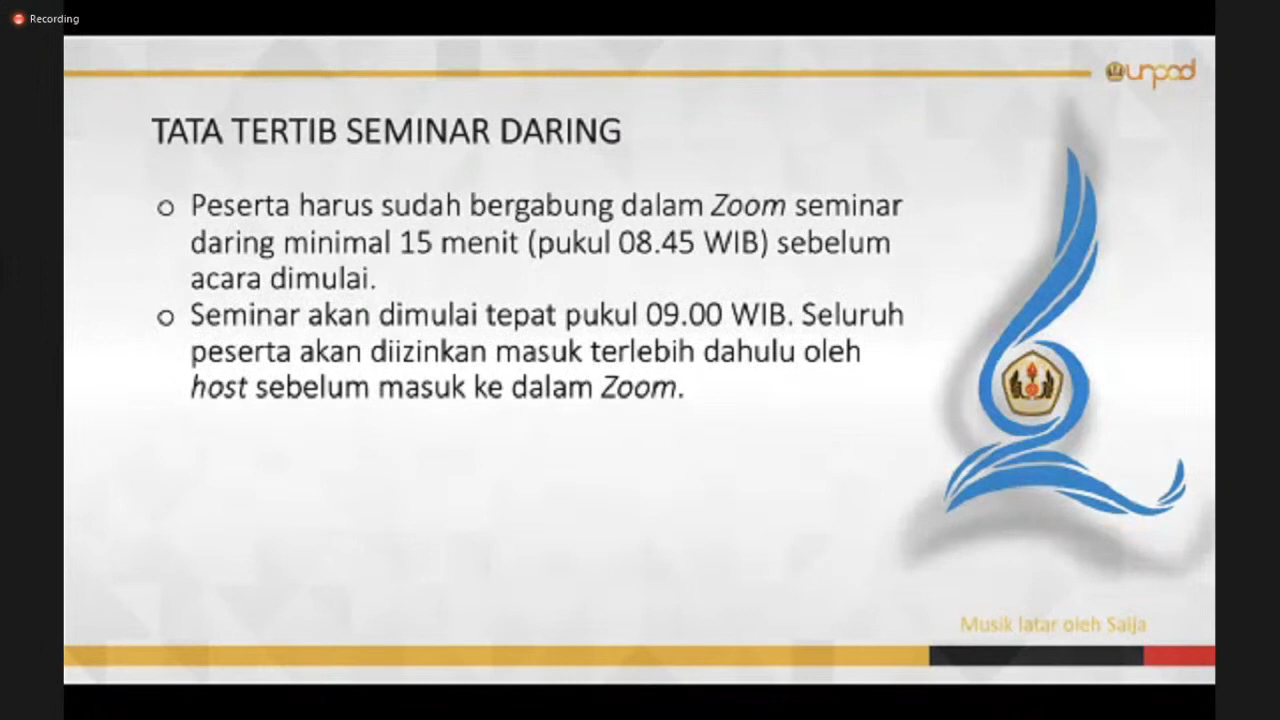 Recording
unpad
TATA TERTIB SEMINAR DARING
o Peserta harus sudah bergabung dalam Zoom seminar
daring minimal 15 menit (pukul 08.45 WIB) sebelum
acara dimulai.
o Seminar akan dimulai tepat pukul 09.00 WIB. Seluruh
peserta akan diizinkan masuk terlebih dahulu oleh
host sebelum masuk ke dalam Zoom.
Musik latar oleh Saija